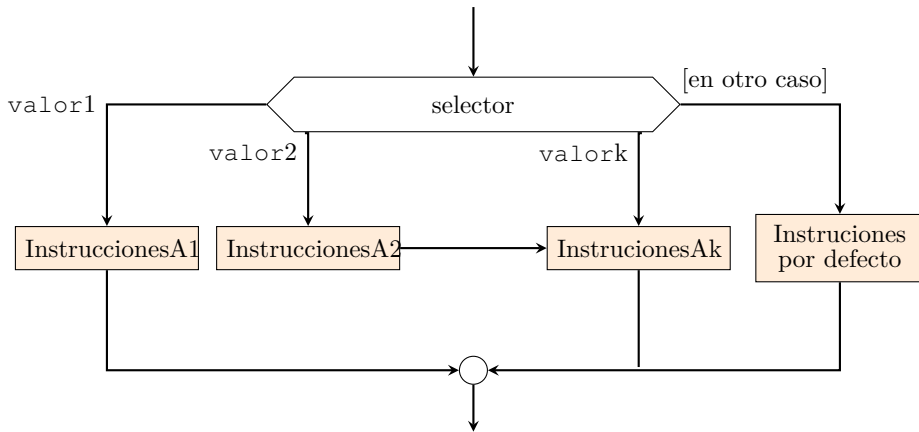 [en otro caso]
selector
valor1
valor2
valork
InstruccionesA1
InstruccionesA2
InstrucionesAk
Instruciones
por defecto